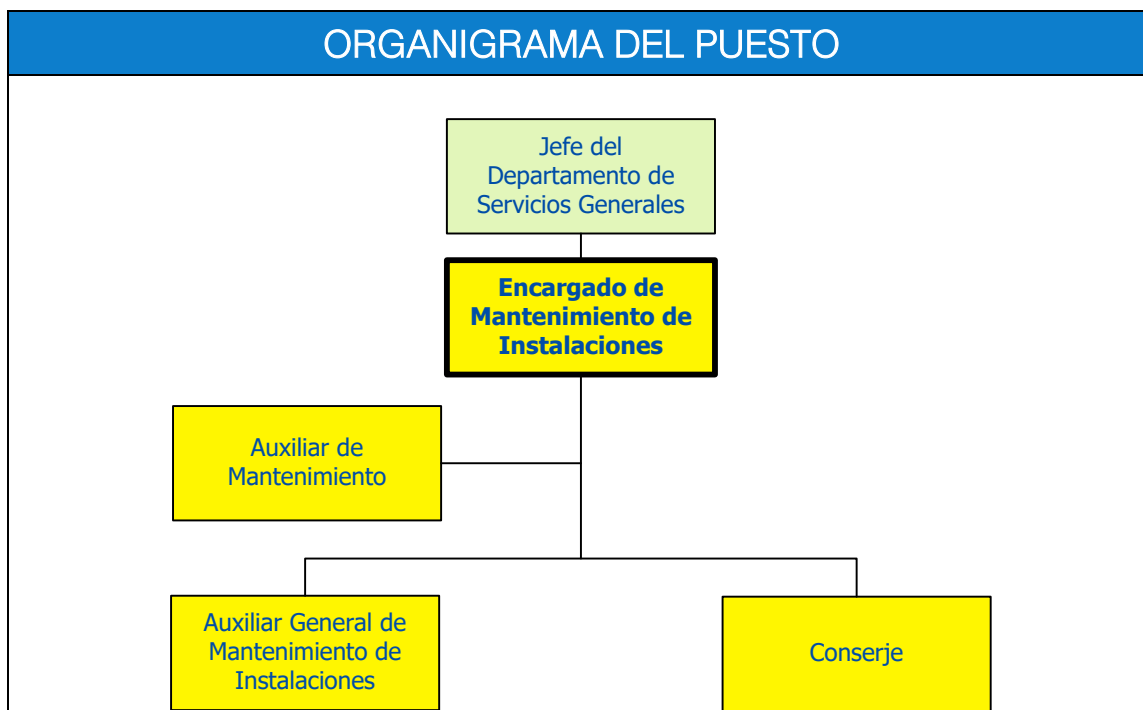 ORGANIGRAMA DEL PUESTO
Jefe del
Departamento de
Servicios Generales
Encargado de
Mantenimiento de
Instalaciones
Auxiliar de
Mantenimiento
Auxiliar General de
Mantenimiento de
Instalaciones
Conserje